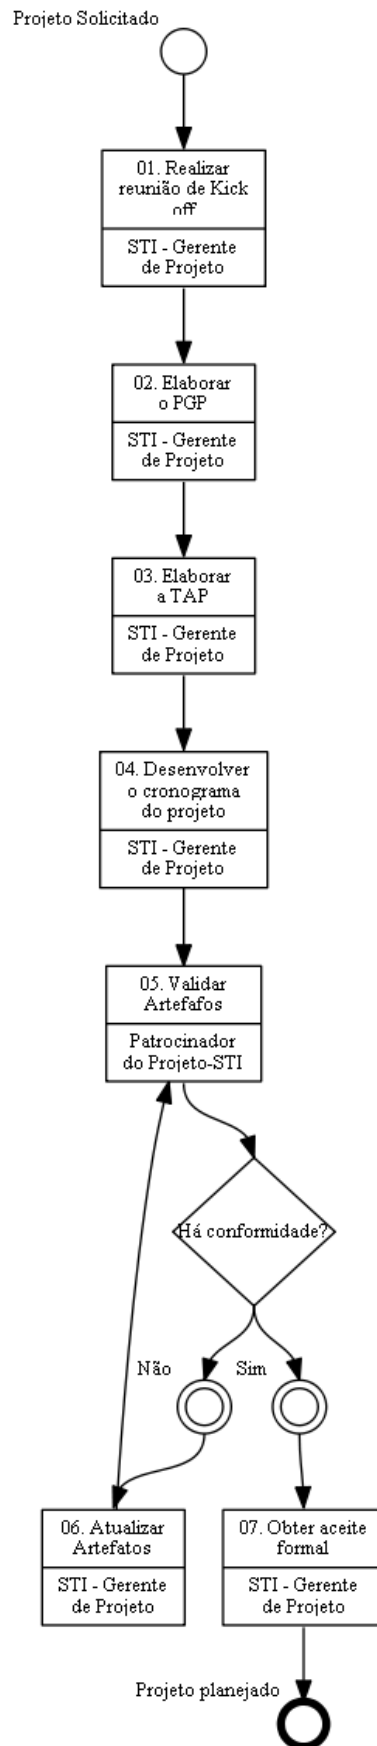 Projeto Solicitado
01. Realizar
reunião de Kick
off
STI - Gerente
de Projeto
02. Elaborar
o PGP
STI - Gerente
de Projeto
03. Elaborar
a TAP
STI - Gerente
de Projeto
04. Desenvolver
o cronograma
do projeto
STI - Gerente
de Projeto
05. Validar
Artefafos
Patrocinador
do Projeto-STI
Há conformidade?
Não
Sim
06. Atualizar
Artefatos
STI - Gerente
de Projeto
07. Obter aceite
formal
STI - Gerente
de Projeto
Projeto planejado